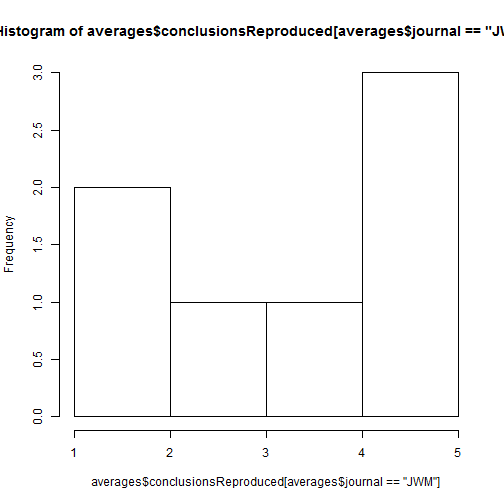 Histogram of averages$conclusionsReproduced[averages$journal == "JW
3.0
2.5
2.0
1.5
1.0
0.5
0.0
Frequency
1 2 3 4 5
averages$conclusionsReproduced[averages$journal == "JWM"]